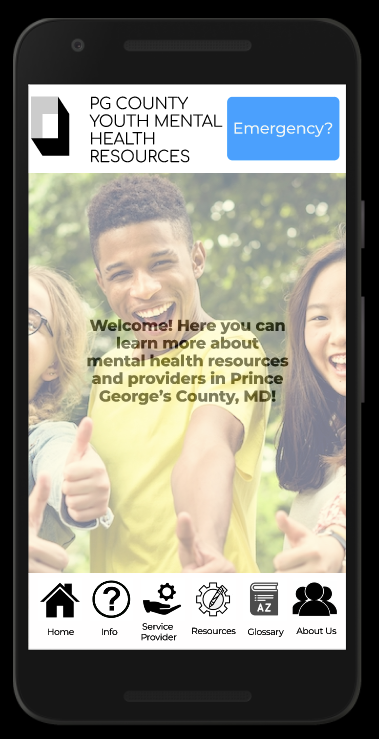 PG COUNTY
YOUTH MENTAL
HEALTH
RESOURCES
Emergency?
Welcome! Here you can
learn more about
mental health resources
and providers in Prince
George's County, MD!
AZ
Home
Info
Service
Provider
Resources
Glossary
About Us